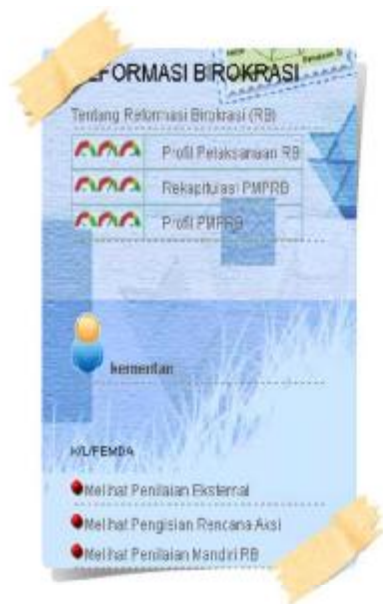 REFORMASI BIROKRASI
Tentang Reformasi Birokrasi (RB)
Profil Pelaksanaan RB
Rekapitulasi PMPRB
Profil PMPRB
kementan
K/L/PEMDA
Melihat Penilaian Eksternal
Melihat Pengisian Rencana Aksi
Melihat Penilaian Mandiri RB